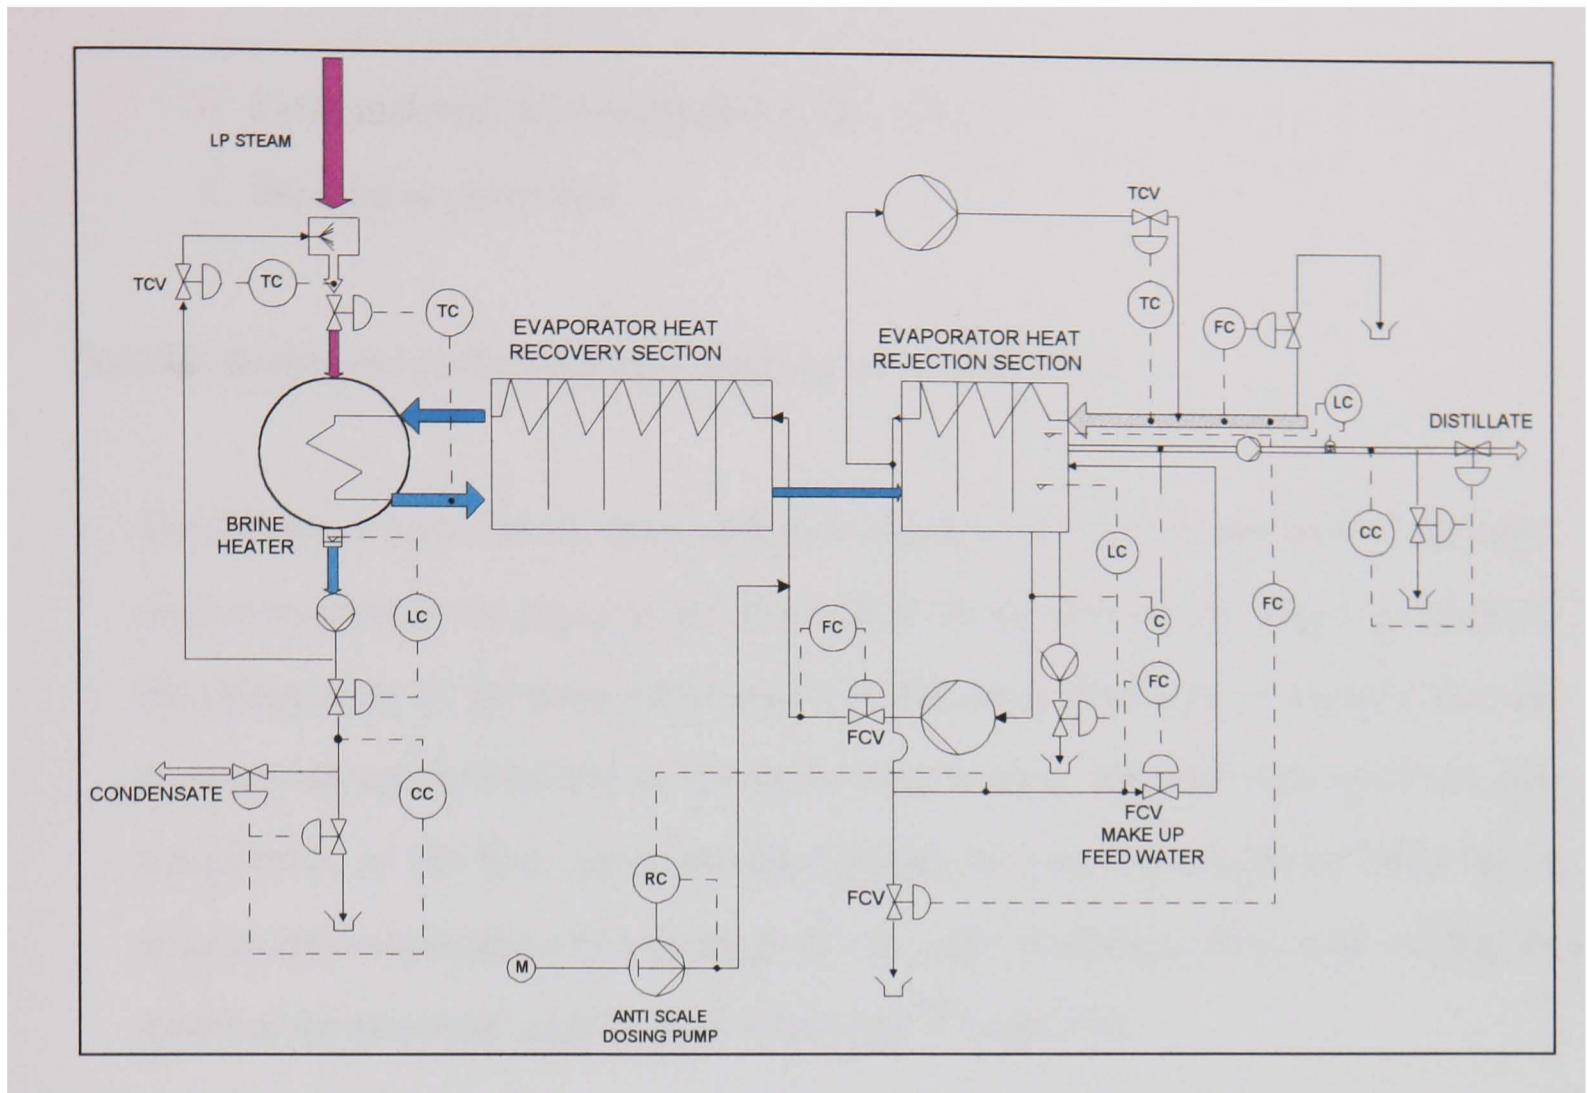 LP STEAM
TCV
TC
TC
EVAPORATOR HEAT
RECOVERY SECTION
BRINE
HEATER
LC
CONDENSATE
CC
TCV
TC
FC
EVAPORATOR HEAT
REJECTION SECTION
LC
DISTILLATE
LC
CC
FC
C
FC
FC
FCV
FCV
MAKE UP
FEED WATER
RC
FCV
M
ANTI SCALE
DOSING PUMP